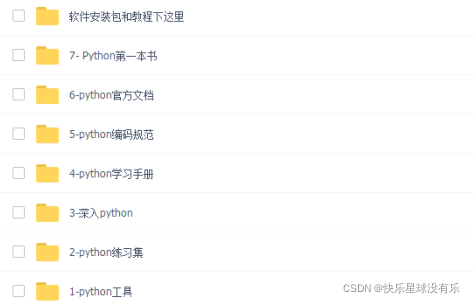 软件安装包和教程下这里
7- Python第一本书
6-python官方文档
5-python编码规范
4-python学习手册
3-深入python
2-python练习集
1-python工具
CSDN @快乐星球没有乐